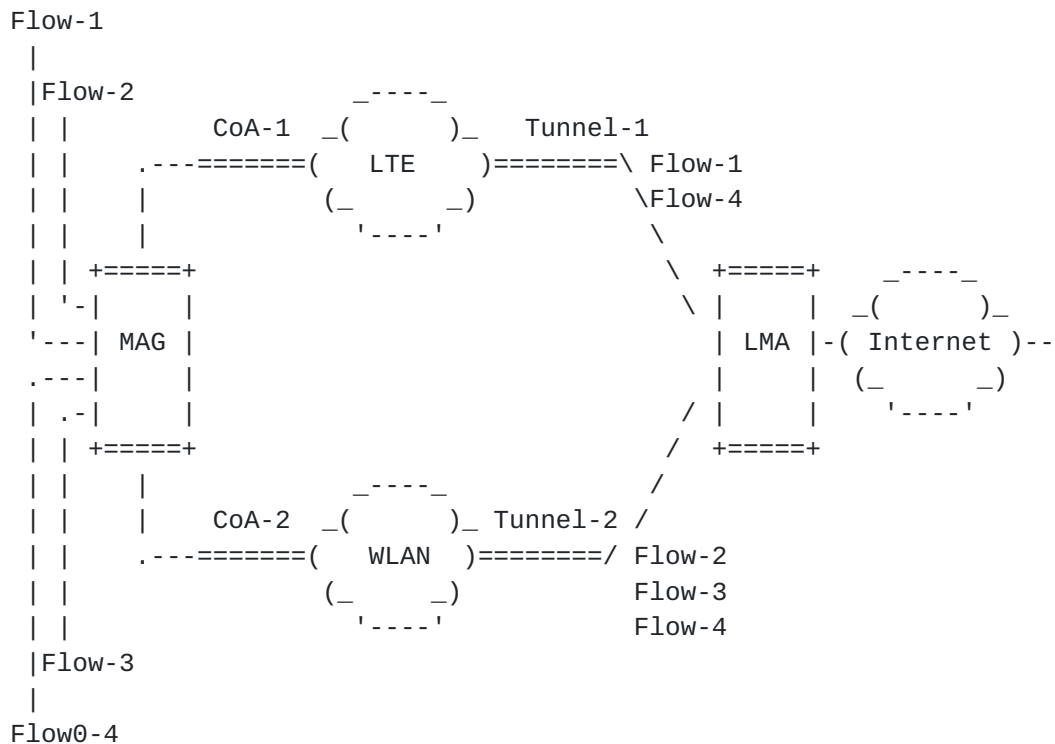 Flow-1
Flow-2
CoA-1 Tunnel-1
LTE Flow-1
Flow-4
MAG LMA Internet
CoA-2 Tunnel-2
WLAN Flow-2
Flow-3
Flow-4
Flow-3
Flow0-4